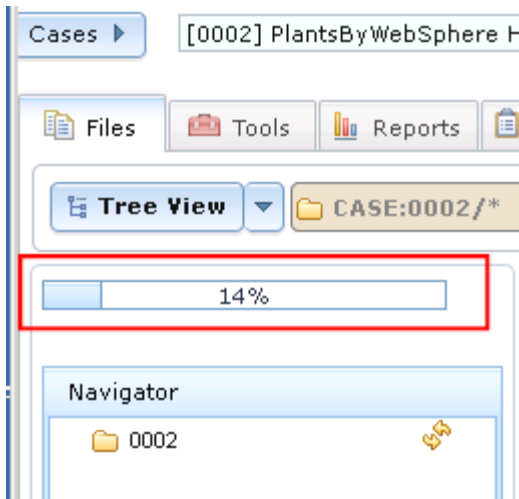 Cases
[0002] PlantsByWebSphere H
Files Tools Reports
Tree View CASE:0002/*
14%
Navigator
0002